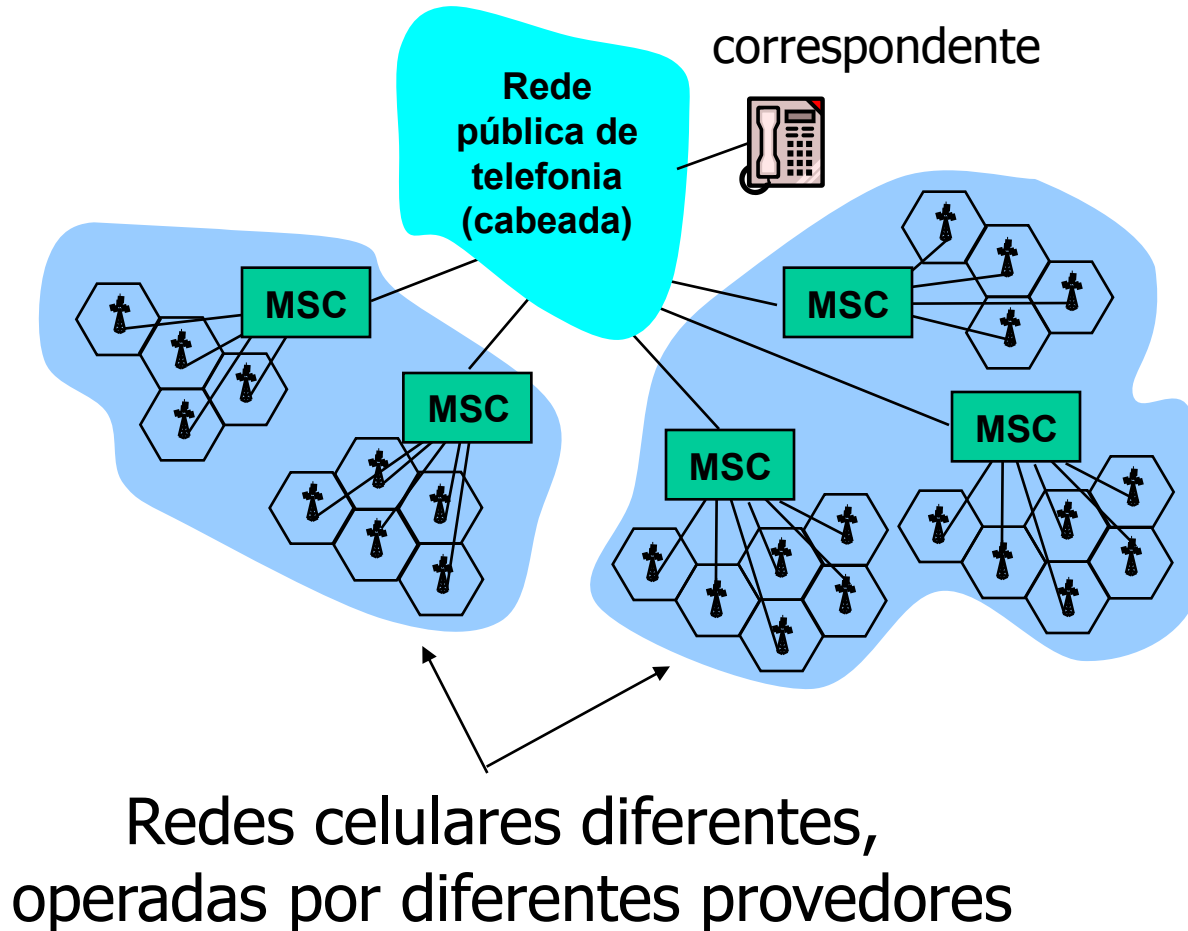 correspondente
Rede
pública de
telefonia
(cabeada)
MSC
MSC
MSC
MSC
MSC
Redes celulares diferentes,
operadas por diferentes provedores